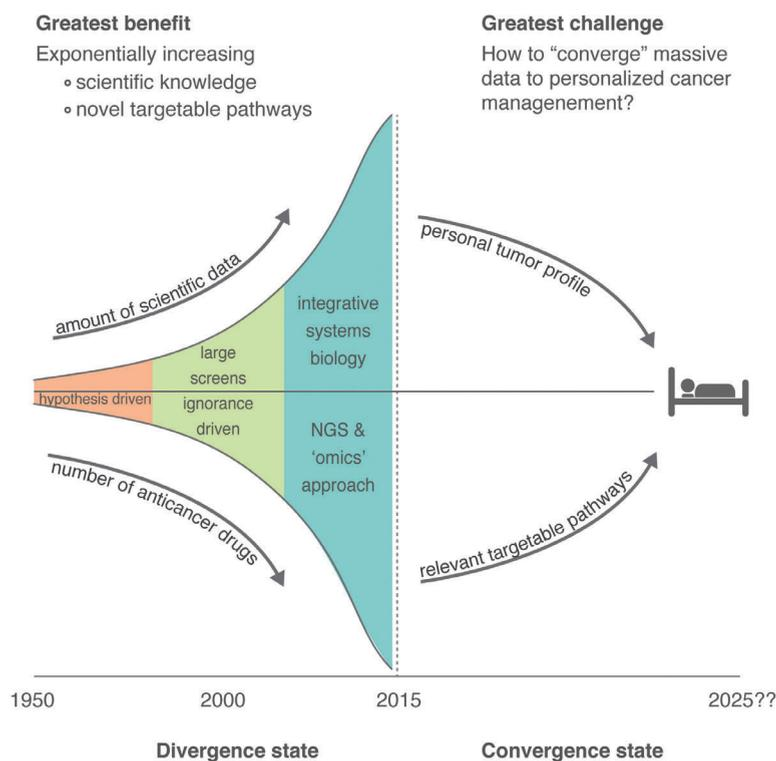 Greatest benefit
Exponentially increasing
scientific knowledge
novel targetable pathways
Greatest challenge
How to “converge” massive
data to personalized cancer
managenement?
amount of scientific data
personal tumor profile
integrative
systems
biology
large
screens
ignorance
driven
hypothesis driven
NGS &
‘omics’
approach
number of anticancer drugs
relevant targetable pathways
1950
2000
2015
2025??
Divergence state
Convergence state